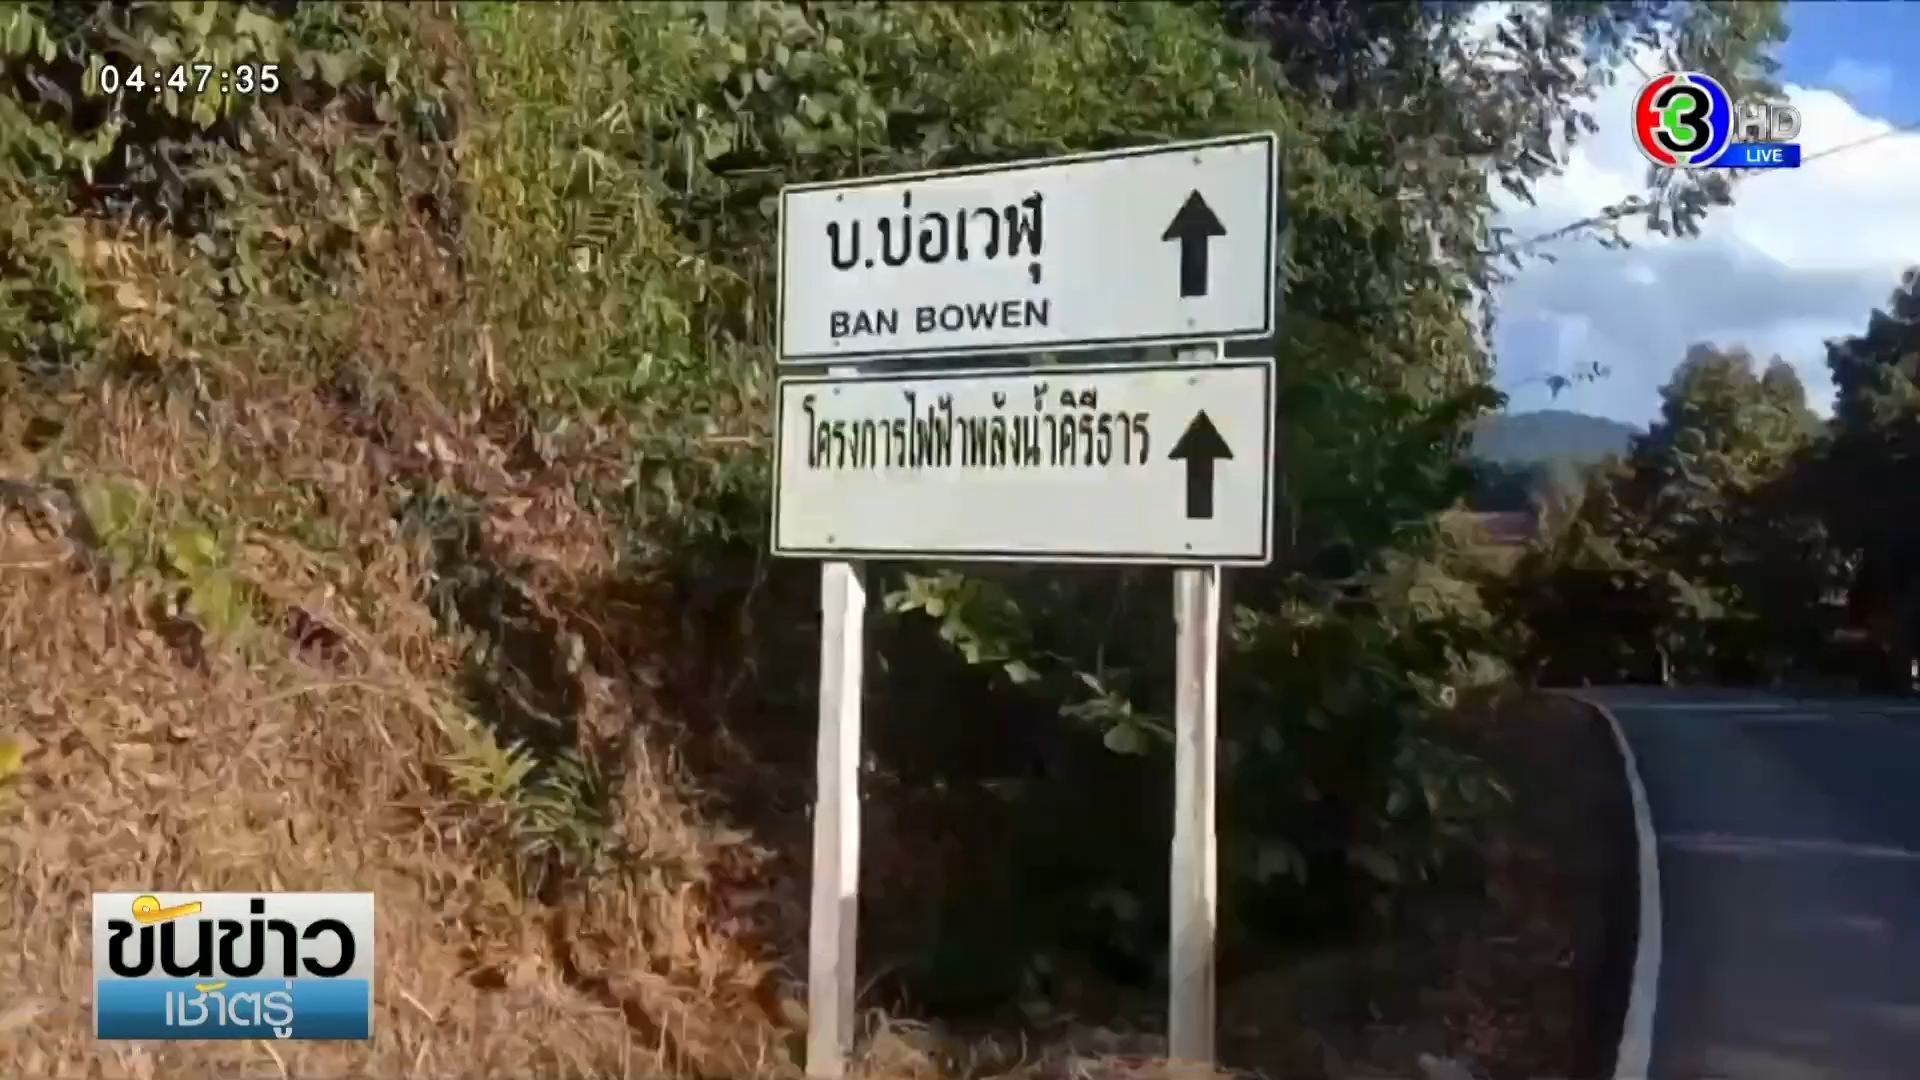 04:47:35
3 HD
LIVE
บ.บ่อเวฬุ
BAN BOWEN
โครงการไฟฟ้าพลังน้ำคิรีธาร
ขันข่าว
เช้าตรู่